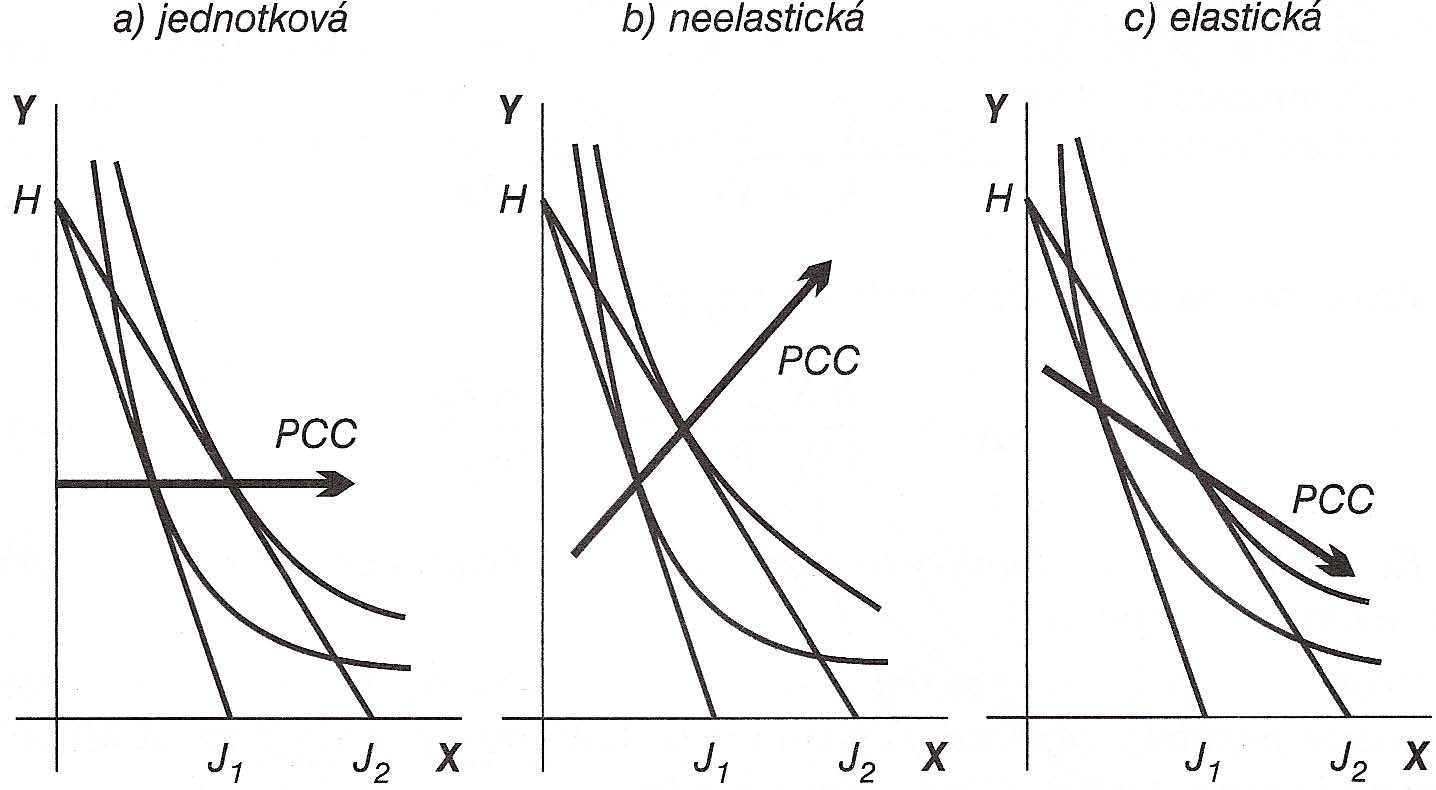 a) jednotková
Y
H
PCC
J1 J2 X
b) neelastická
Y
H
PCC
J1 J2 X
c) elastická
Y
H
PCC
J1 J2 X